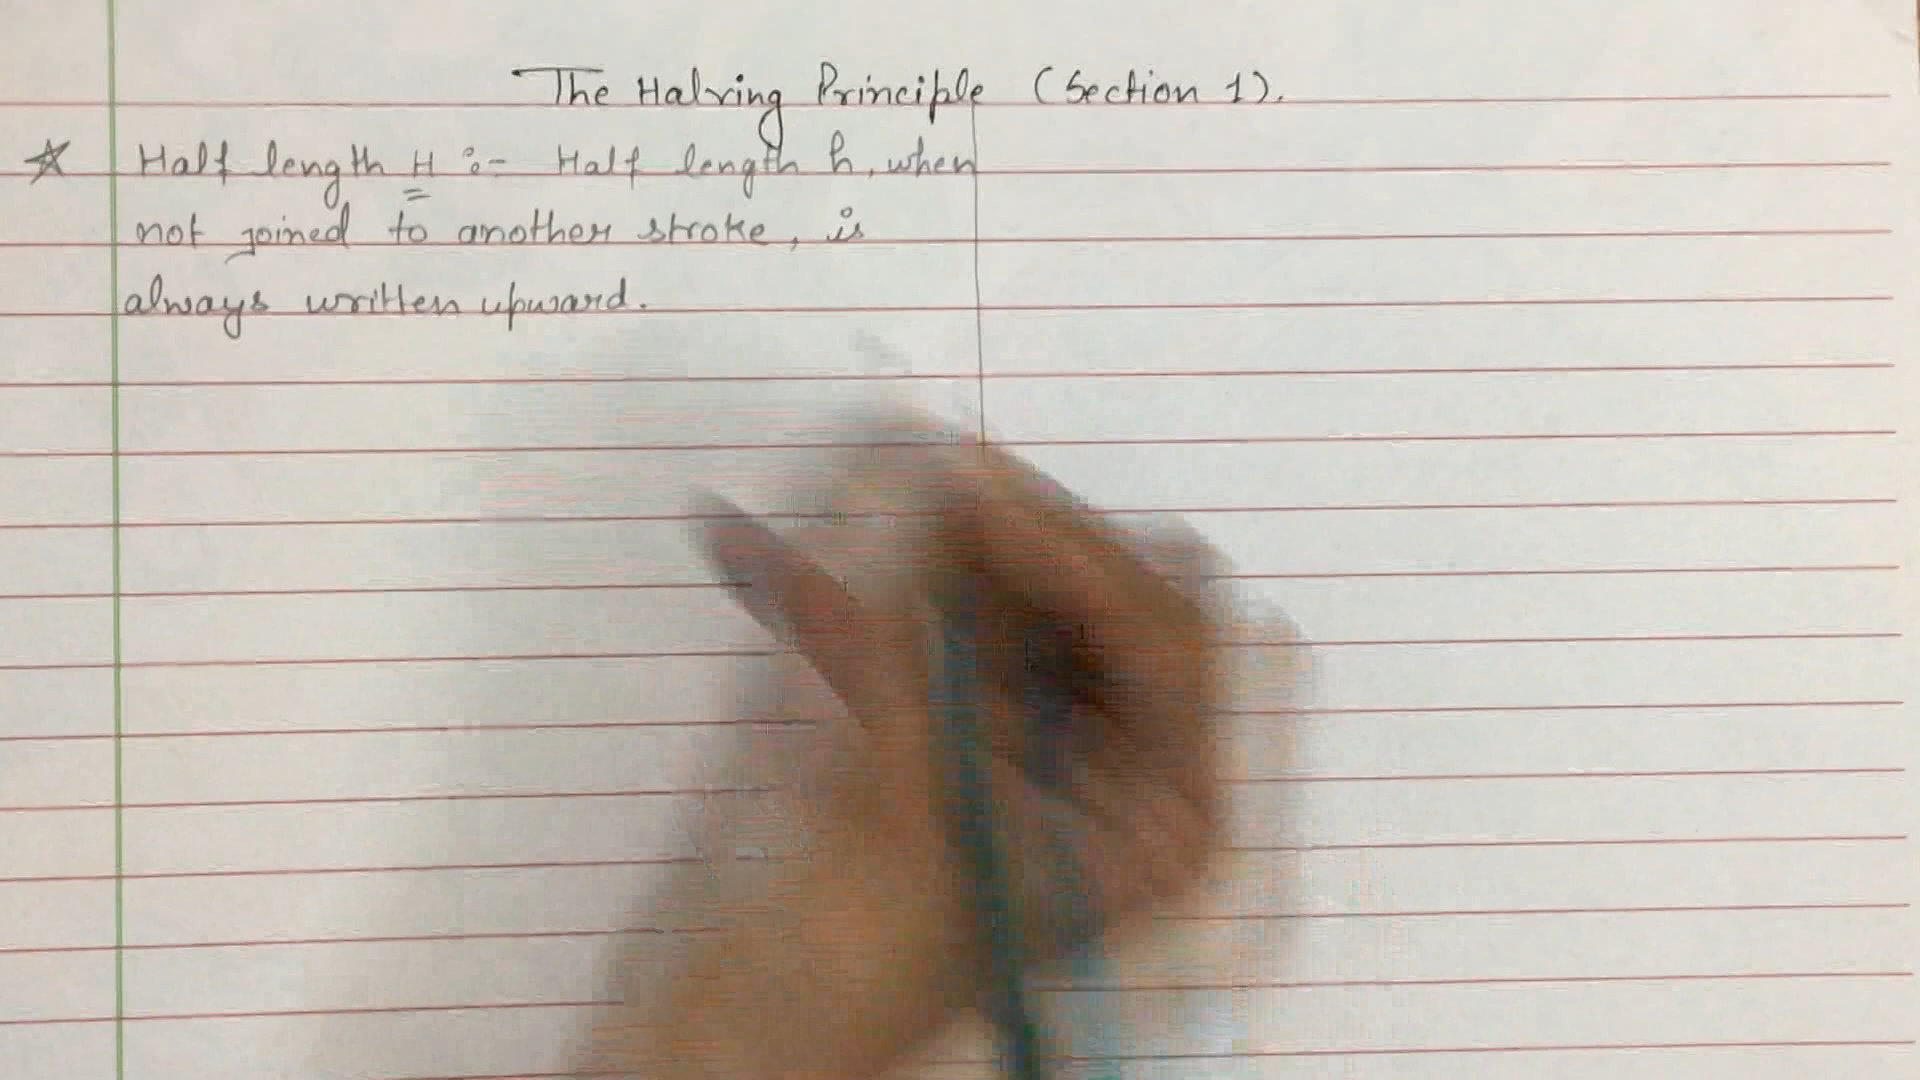 The Halving Principle (Section 1).
☆ Half length H :- Half length h, when
not joined to another stroke, is
always written upward.